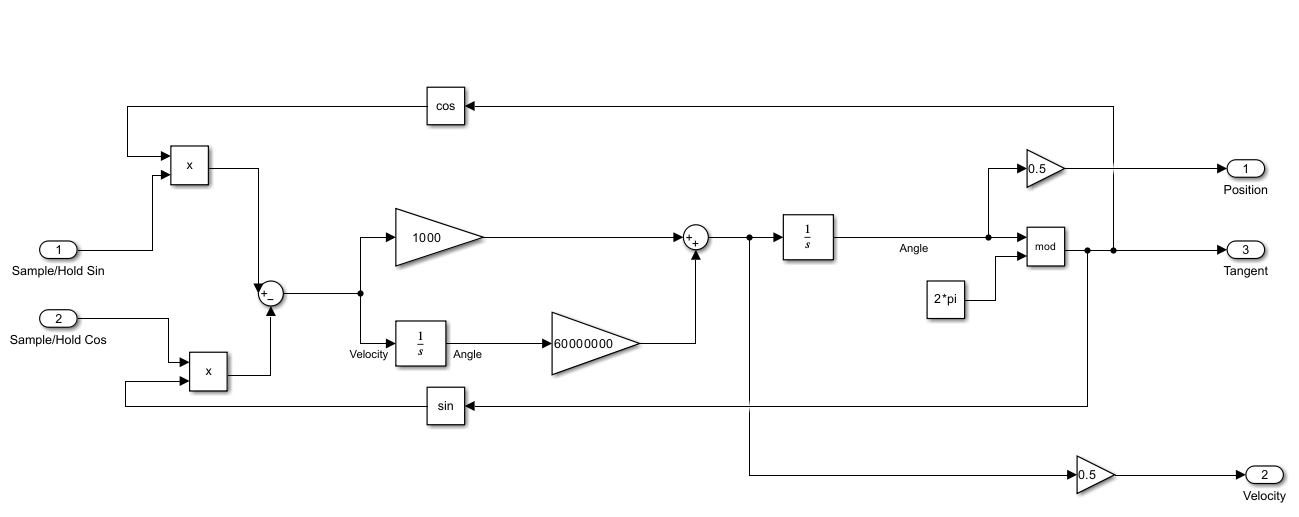 cos
x
0.5
1
Position
1000
+
+
1
s
Angle
mod
3
Tangent
1
Sample/Hold Sin
2*pi
+
−
2
Sample/Hold Cos
Velocity
1
s
Angle
60000000
x
sin
0.5
2
Velocity